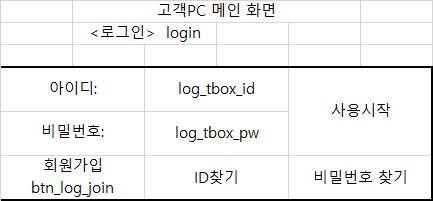 고객PC 메인 화면
<로그인> login
아이디:
log_tbox_id
사용시작
비밀번호:
log_tbox_pw
회원가입
btn_log_join
ID찾기
비밀번호 찾기